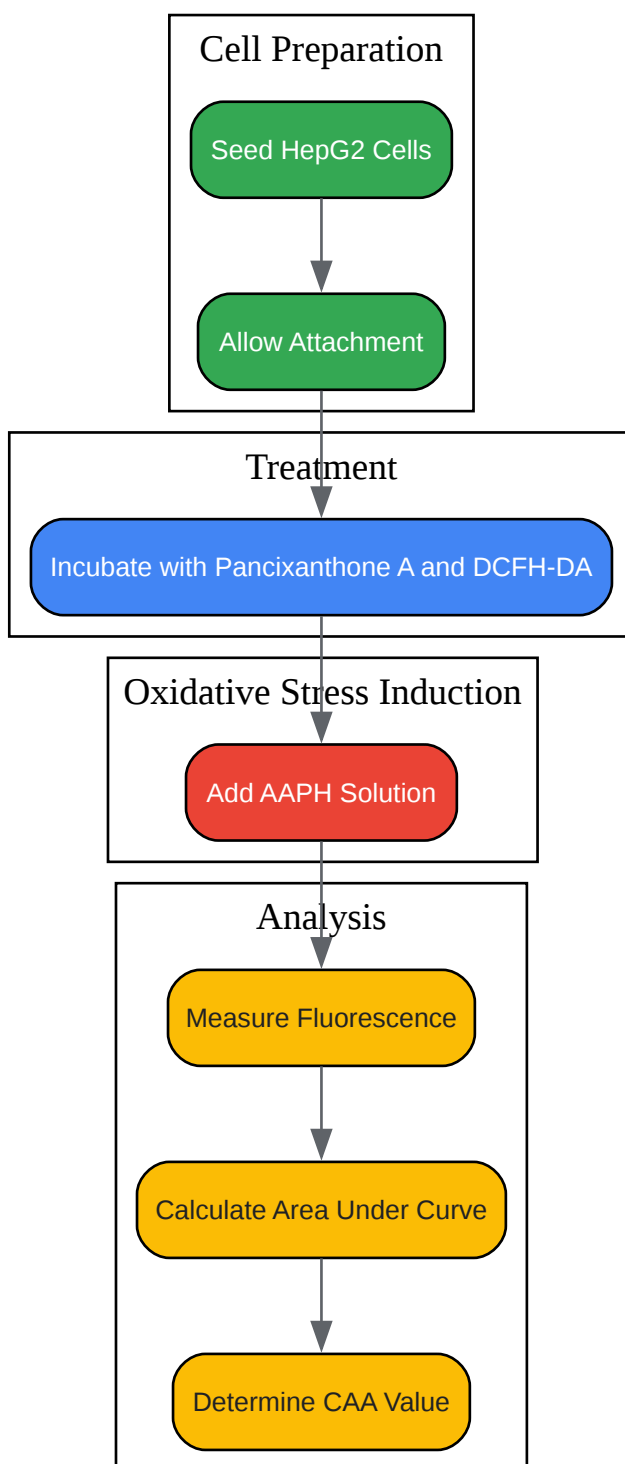 Cell Preparation
Seed HepG2 Cells
Allow Attachment
Treatment
Incubate with Pancixanthone A and DCFH-DA
Oxidative Stress Induction
Add AAPH Solution
Analysis
Measure Fluorescence
Calculate Area Under Curve
Determine CAA Value